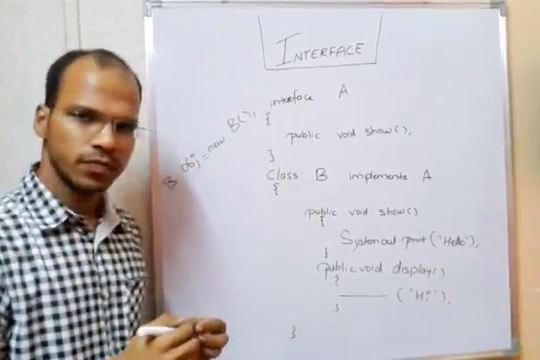 INTERFACE
interface A
{
public void show();
}
B obj = new B();
Class B implements A
{
public void show()
{
System.out.print("Hello");
}
public void display()
{
("Hi");
}
}